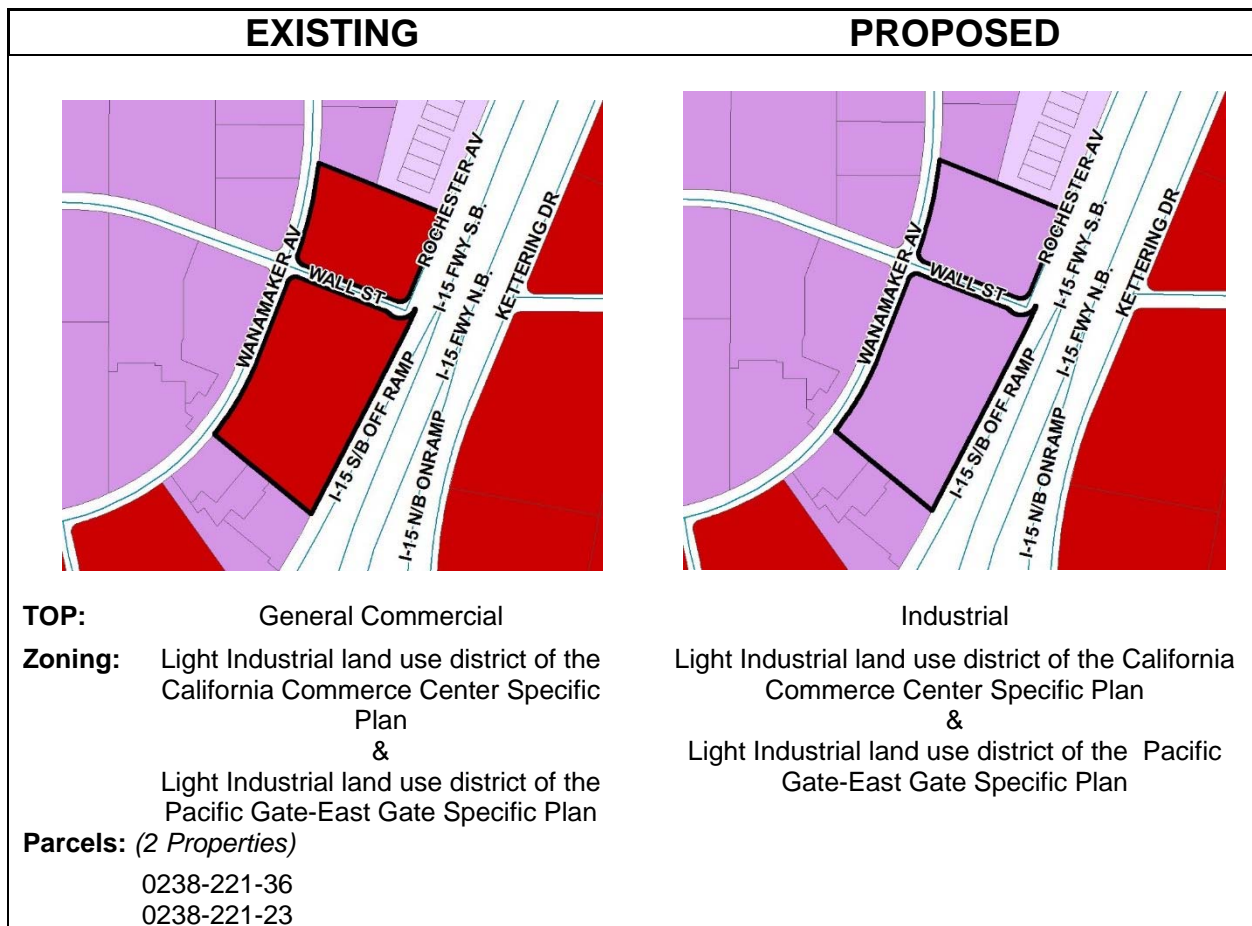 EXISTING
PROPOSED
WANAMAKER AV
WALL ST
ROCHESTER AV
I-15 FWY S.B.
I-15 FWY N.B.
KETTERING DR
I-15 S/B OFF RAMP
I-15 N/B ONRAMP
WANAMAKER AV
WALL ST
ROCHESTER AV
I-15 FWY S.B.
I-15 FWY N.B.
KETTERING DR
I-15 S/B OFF RAMP
I-15 N/B ONRAMP
TOP: General Commercial
Industrial
Zoning: Light Industrial land use district of the
California Commerce Center Specific
Plan
&
Light Industrial land use district of the
Pacific Gate-East Gate Specific Plan
Light Industrial land use district of the California
Commerce Center Specific Plan
&
Light Industrial land use district of the Pacific
Gate-East Gate Specific Plan
Parcels: (2 Properties)
0238-221-36
0238-221-23